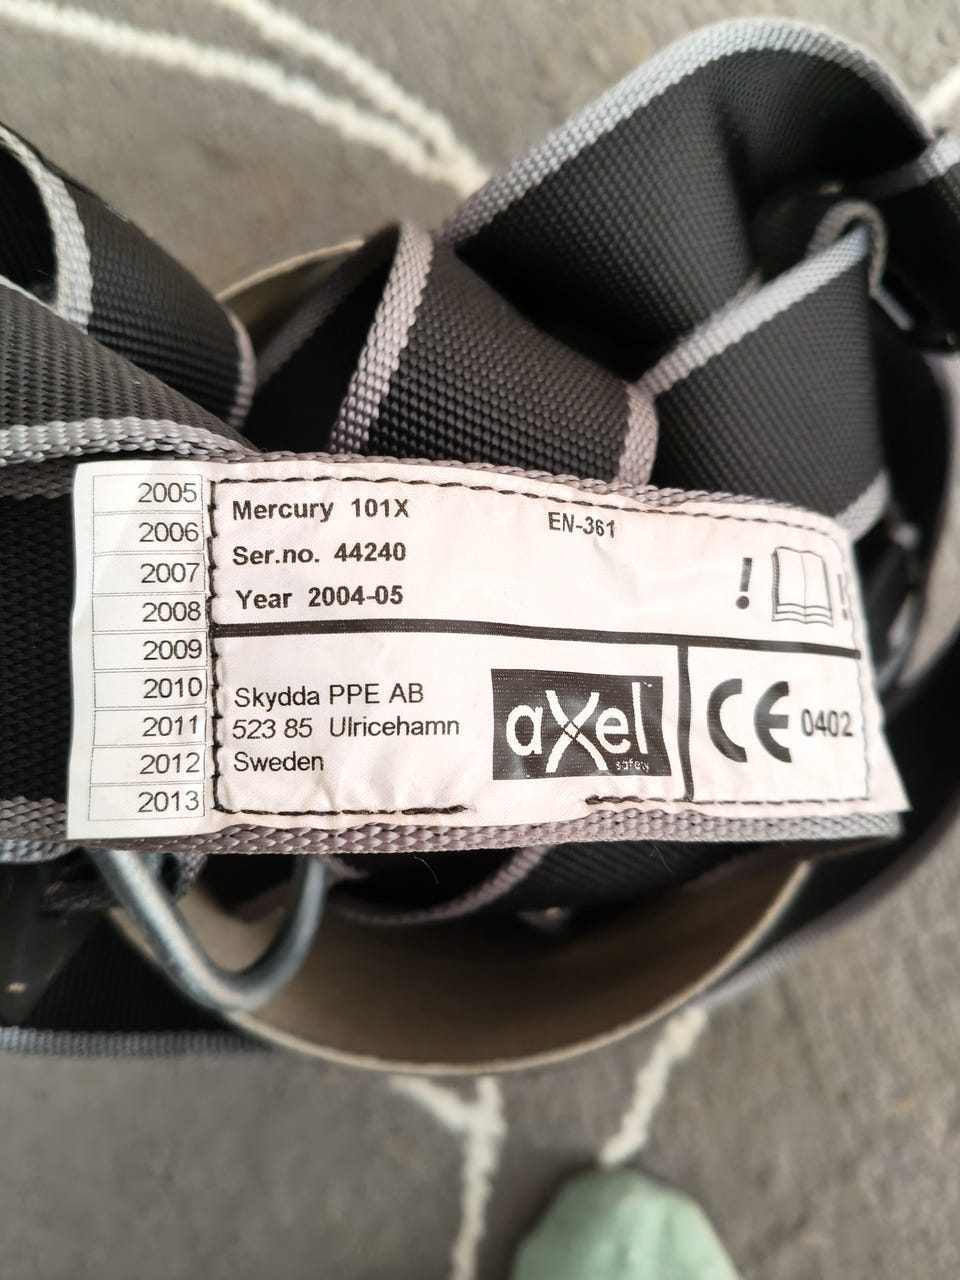 2005
2006
2007
2008
2009
2010
2011
2012
2013
Mercury 101X
EN-361
Ser.no. 44240
Year 2004-05
!
Skydda PPE AB
523 85 Ulricehamn
Sweden
aXel
safety
CE 0402